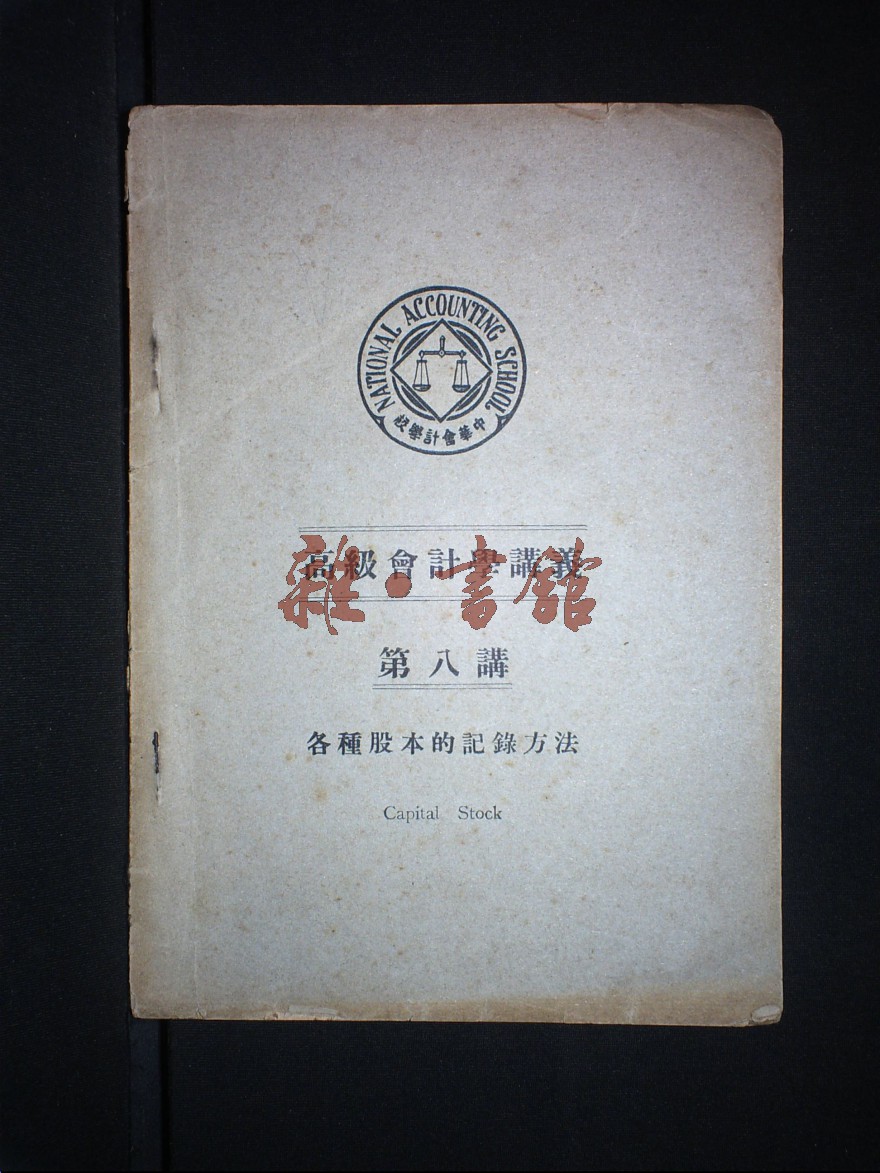 NATIONAL ACCOUNTING SCHOOL
中華會計學校
高級會計學講義
雜·書館
第八講
各種股本的記錄方法
Capital Stock